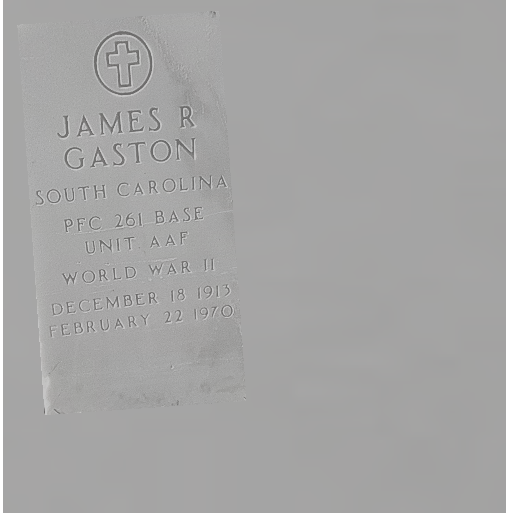 JAMES R
GASTON
SOUTH CAROLINA
PFC 261 BASE
UNIT AAF
WORLD WAR II
DECEMBER 18 1913
FEBRUARY 22 1970